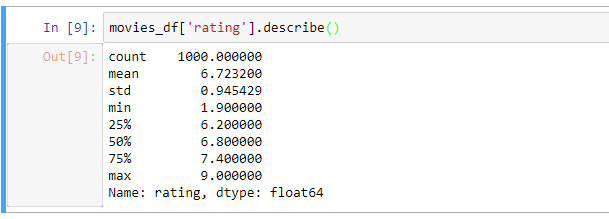 In [9]: movies_df['rating'].describe()
Out[9]: count    1000.000000
mean        6.723200
std         0.945429
min         1.900000
25%         6.200000
50%         6.800000
75%         7.400000
max         9.000000
Name: rating, dtype: float64